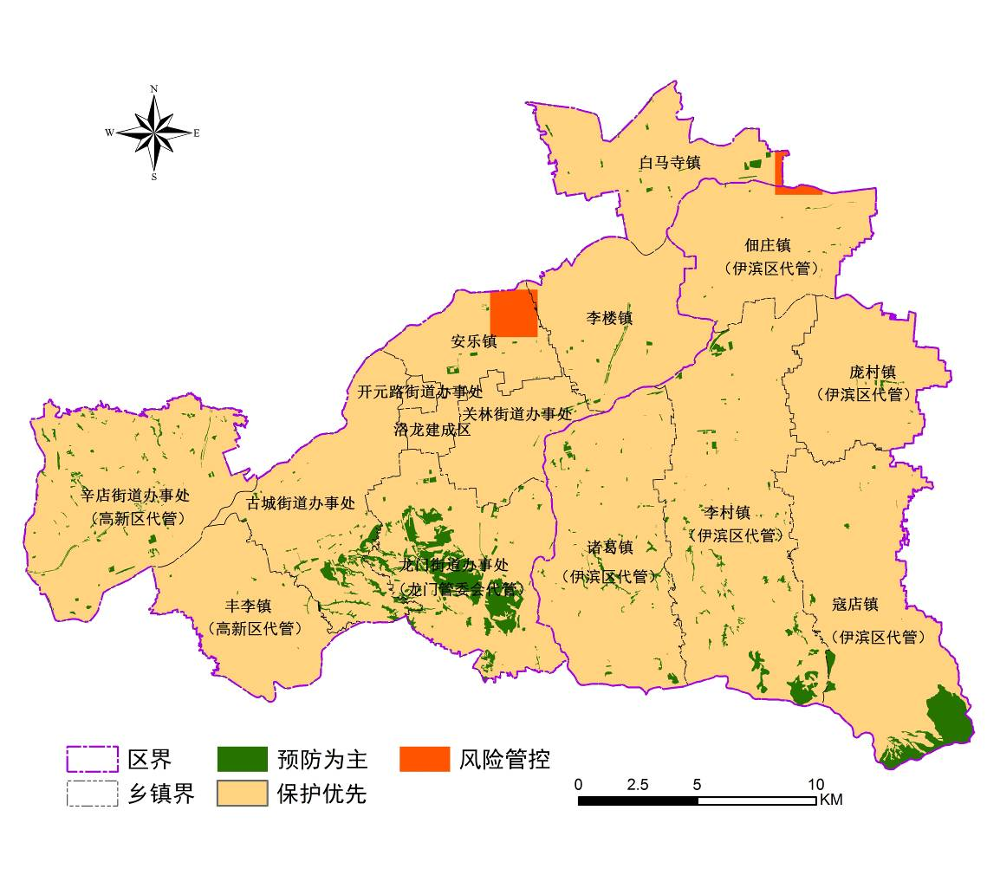 N
W
E
S
白马寺镇
佃庄镇
（伊滨区代管）
李楼镇
安乐镇
庞村镇
（伊滨区代管）
开元路街道办事处
关林街道办事处
洛龙建成区
辛店街道办事处
（高新区代管）
古城街道办事处
李村镇
（伊滨区代管）
诸葛镇
（伊滨区代管）
龙门街道办事处
（龙门管委会代管）
丰李镇
（高新区代管）
寇店镇
（伊滨区代管）
区界
预防为主
风险管控
乡镇界
保护优先
0 2.5 5 10
KM